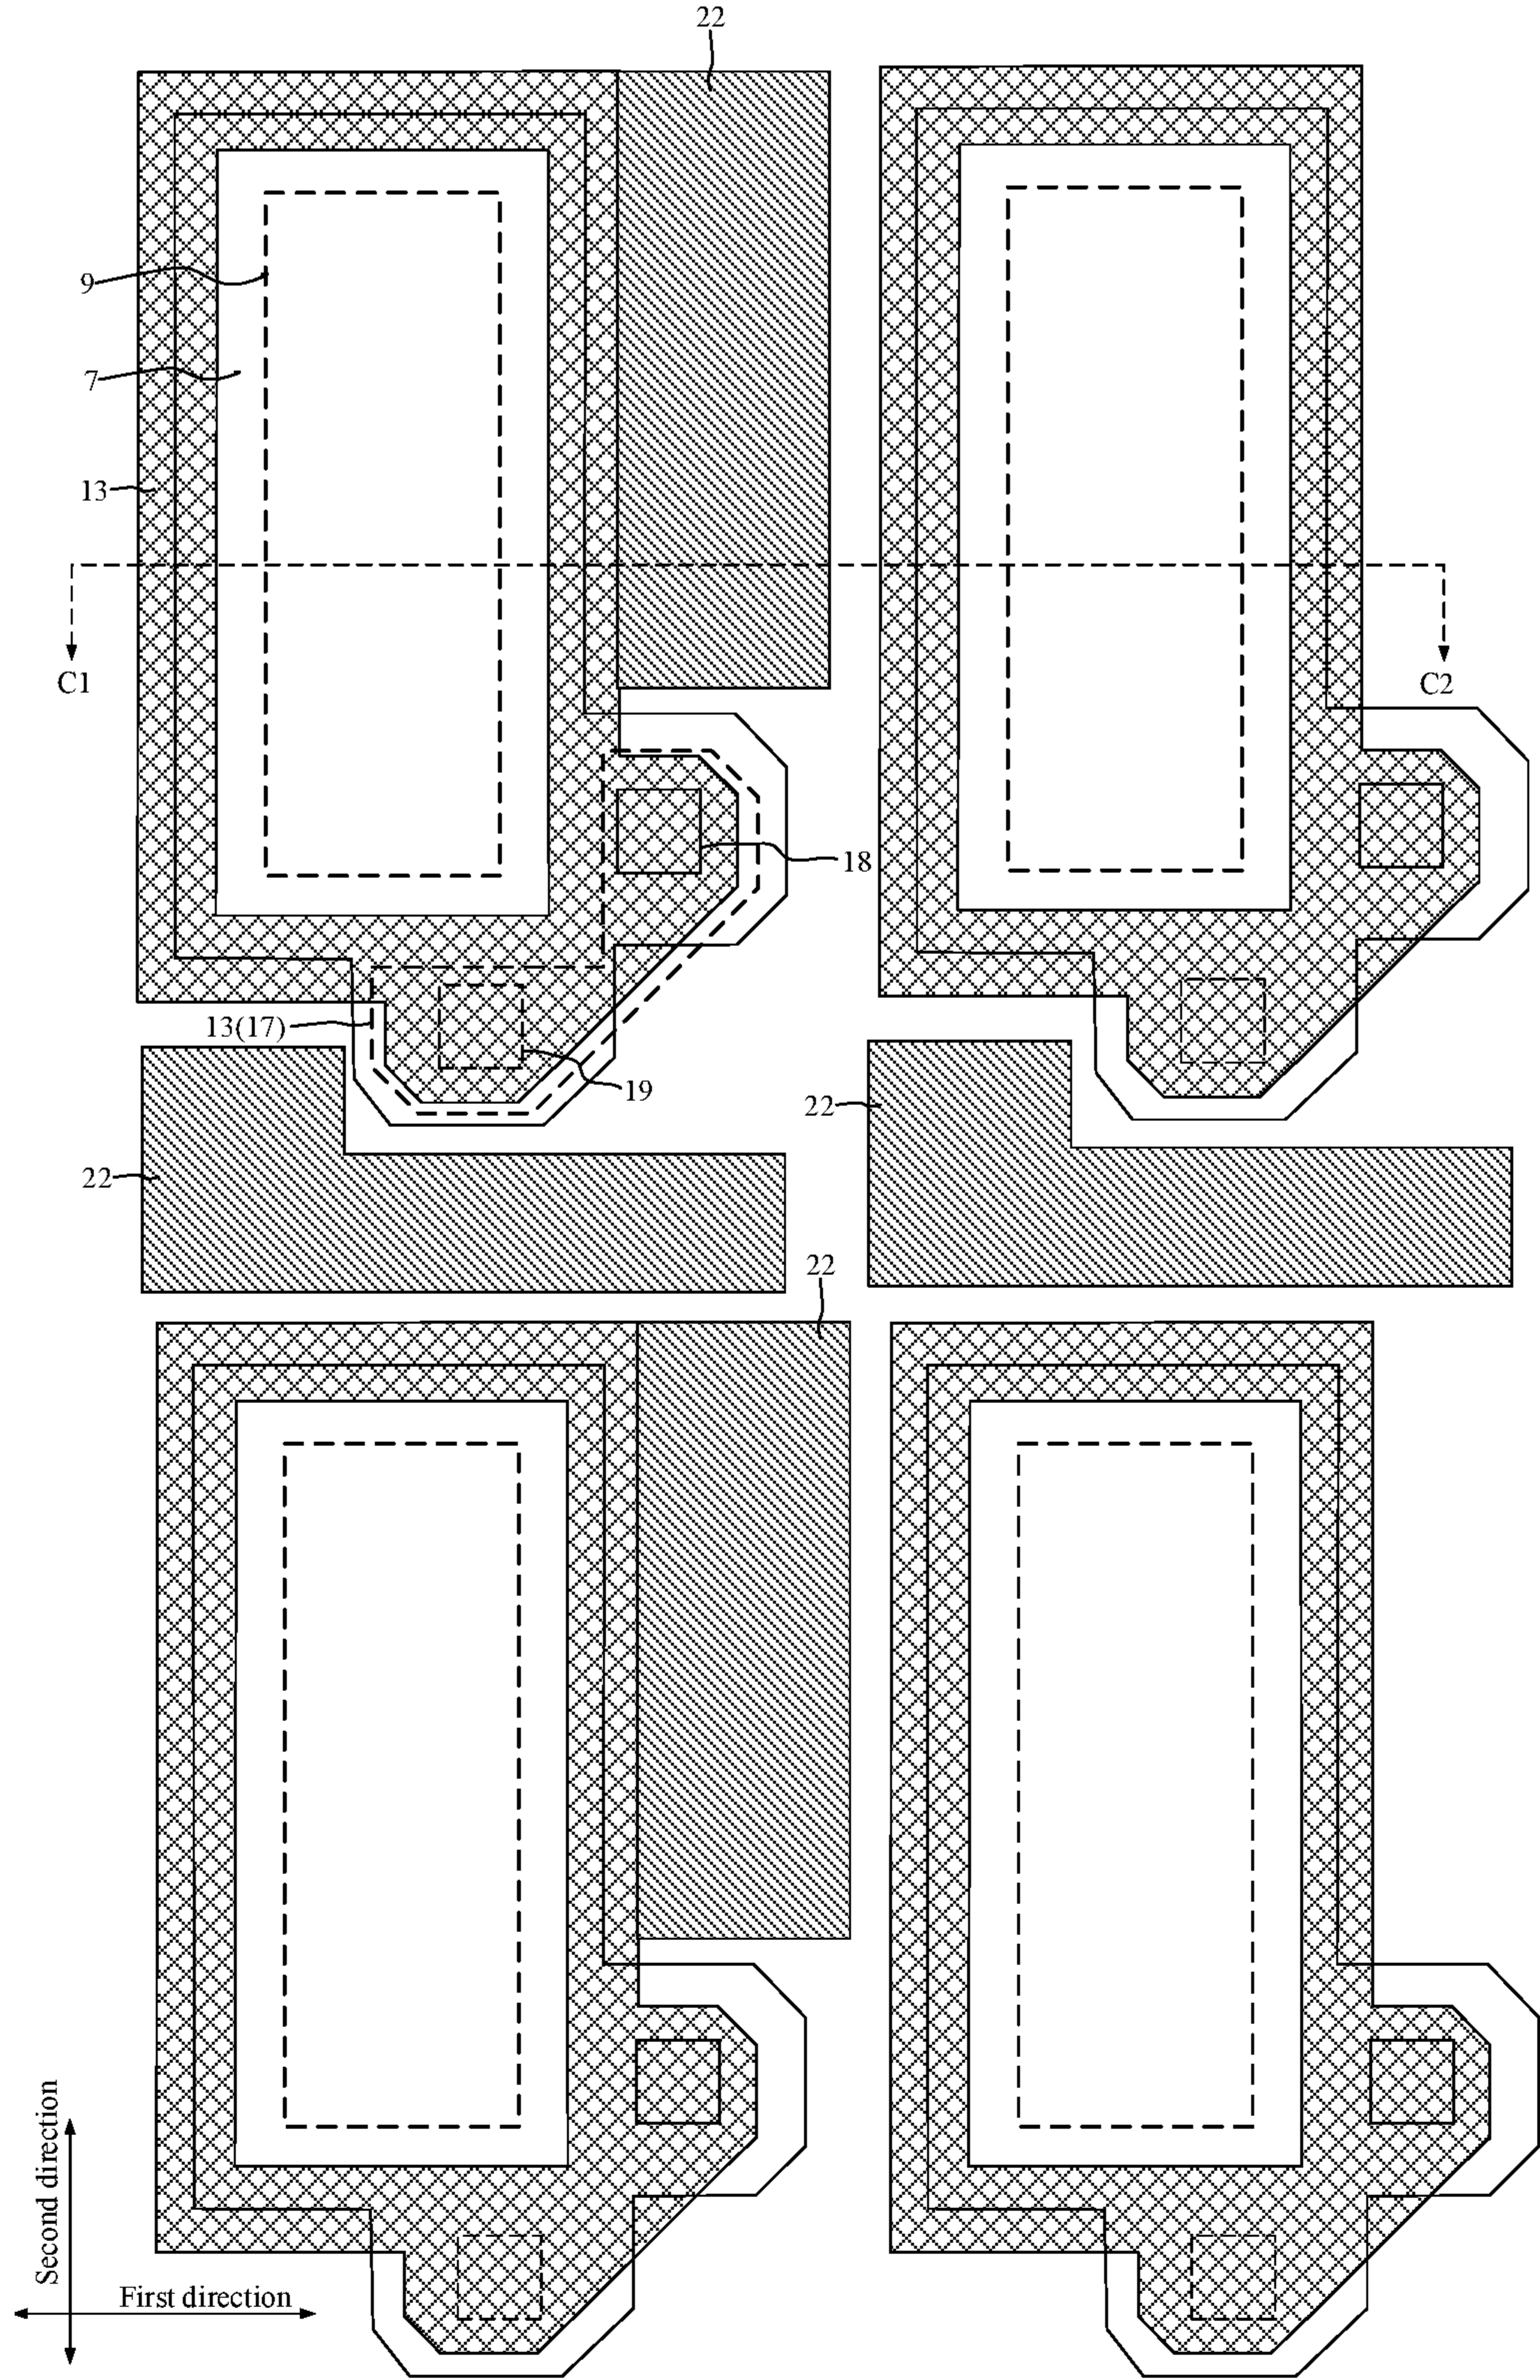 22
9
7
13
C1
C2
18
13(17)
19
22
22
22
Second direction
First direction